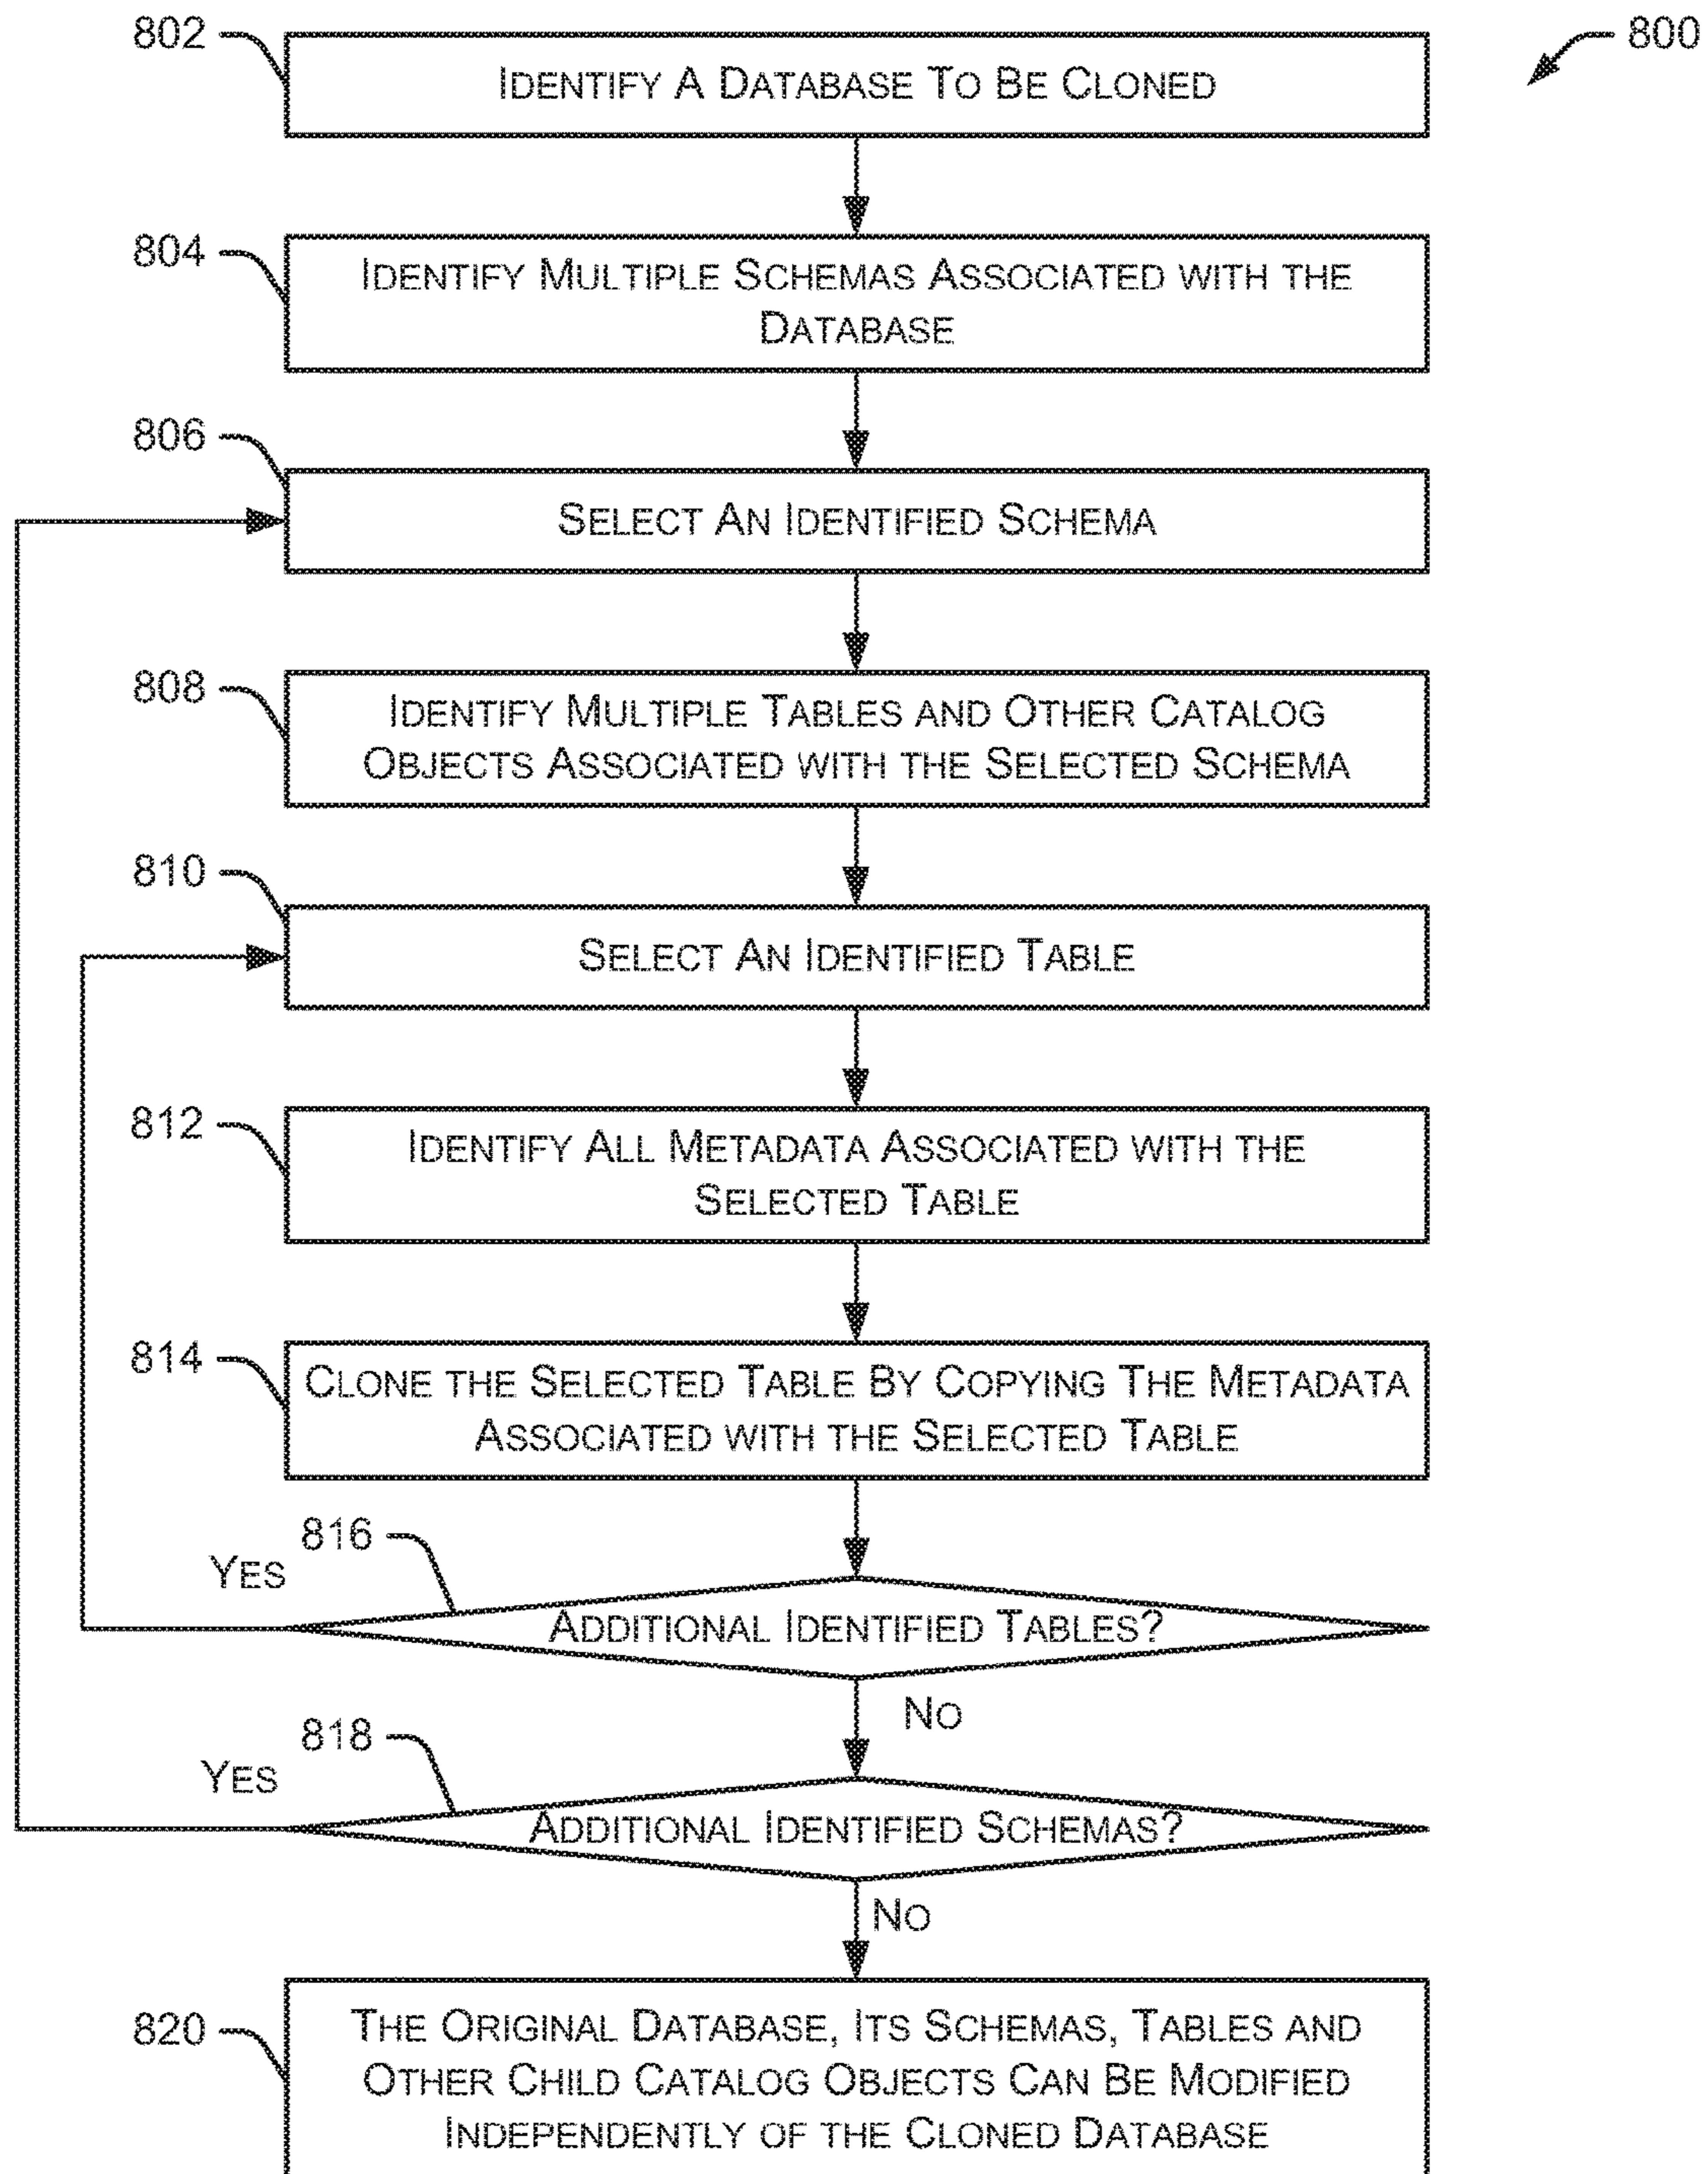 802
800
IDENTIFY A DATABASE TO BE CLONED
804
IDENTIFY MULTIPLE SCHEMAS ASSOCIATED WITH THE
DATABASE
806
SELECT AN IDENTIFIED SCHEMA
808
IDENTIFY MULTIPLE TABLES AND OTHER CATALOG
OBJECTS ASSOCIATED WITH THE SELECTED SCHEMA
810
SELECT AN IDENTIFIED TABLE
812
IDENTIFY ALL METADATA ASSOCIATED WITH THE
SELECTED TABLE
814
CLONE THE SELECTED TABLE BY COPYING THE METADATA
ASSOCIATED WITH THE SELECTED TABLE
816
YES
ADDITIONAL IDENTIFIED TABLES?
NO
818
YES
ADDITIONAL IDENTIFIED SCHEMAS?
NO
820
THE ORIGINAL DATABASE, ITS SCHEMAS, TABLES AND
OTHER CHILD CATALOG OBJECTS CAN BE MODIFIED
INDEPENDENTLY OF THE CLONED DATABASE